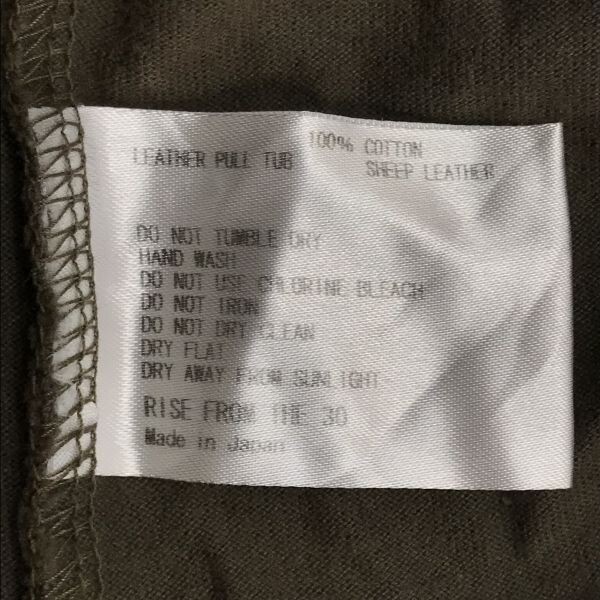 100% COTTON
LEATHER PULL TUB SHEEP LEATHER
DO NOT TUMBLE DRY
HAND WASH
DO NOT USE CHLORINE BLEACH
DO NOT IRON
DO NOT DRY CLEAN
DRY FLAT
DRY AWAY FROM SUNLIGHT
RISE FROM THE 30
Made in Japan